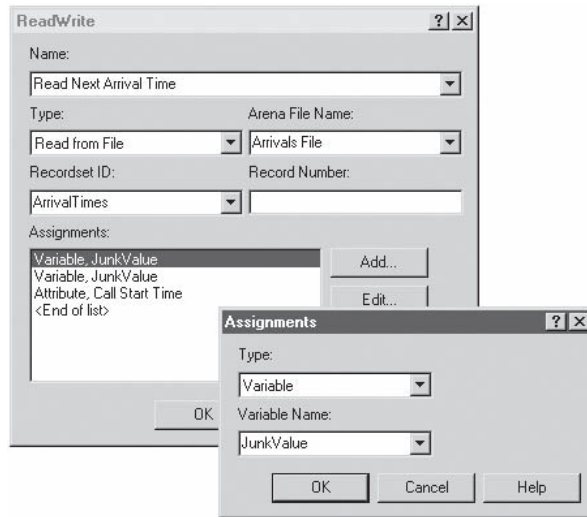 ReadWrite
Name:
Read Next Arrival Time
Type: Arena File Name:
Read from File Arrivals File
Recordset ID: Record Number:
ArrivalTimes
Assignments:
Variable, JunkValue
Variable, JunkValue
Attribute, Call Start Time
<End of list>
Add...
Edit...
OK
Assignments
Type:
Variable
Variable Name:
JunkValue
OK Cancel Help